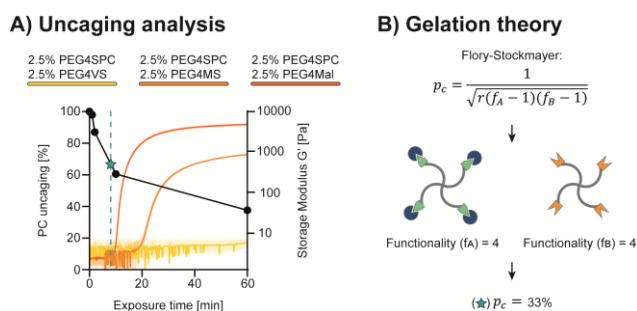 A) Uncaging analysis
2.5% PEG4SPC
2.5% PEG4VS
2.5% PEG4SPC
2.5% PEG4MS
2.5% PEG4SPC
2.5% PEG4Mal
PC uncaging [%]
100
80
60
40
20
0
10000
1000
500
100
10
Storage Modulus G' [Pa]
0
20
40
60
Exposure time [min]
B) Gelation theory
Flory-Stockmayer:
p_c = 1 / √r(f_A − 1)(f_B − 1)
Functionality (fA) = 4
Functionality (fB) = 4
(★) p_c = 33%